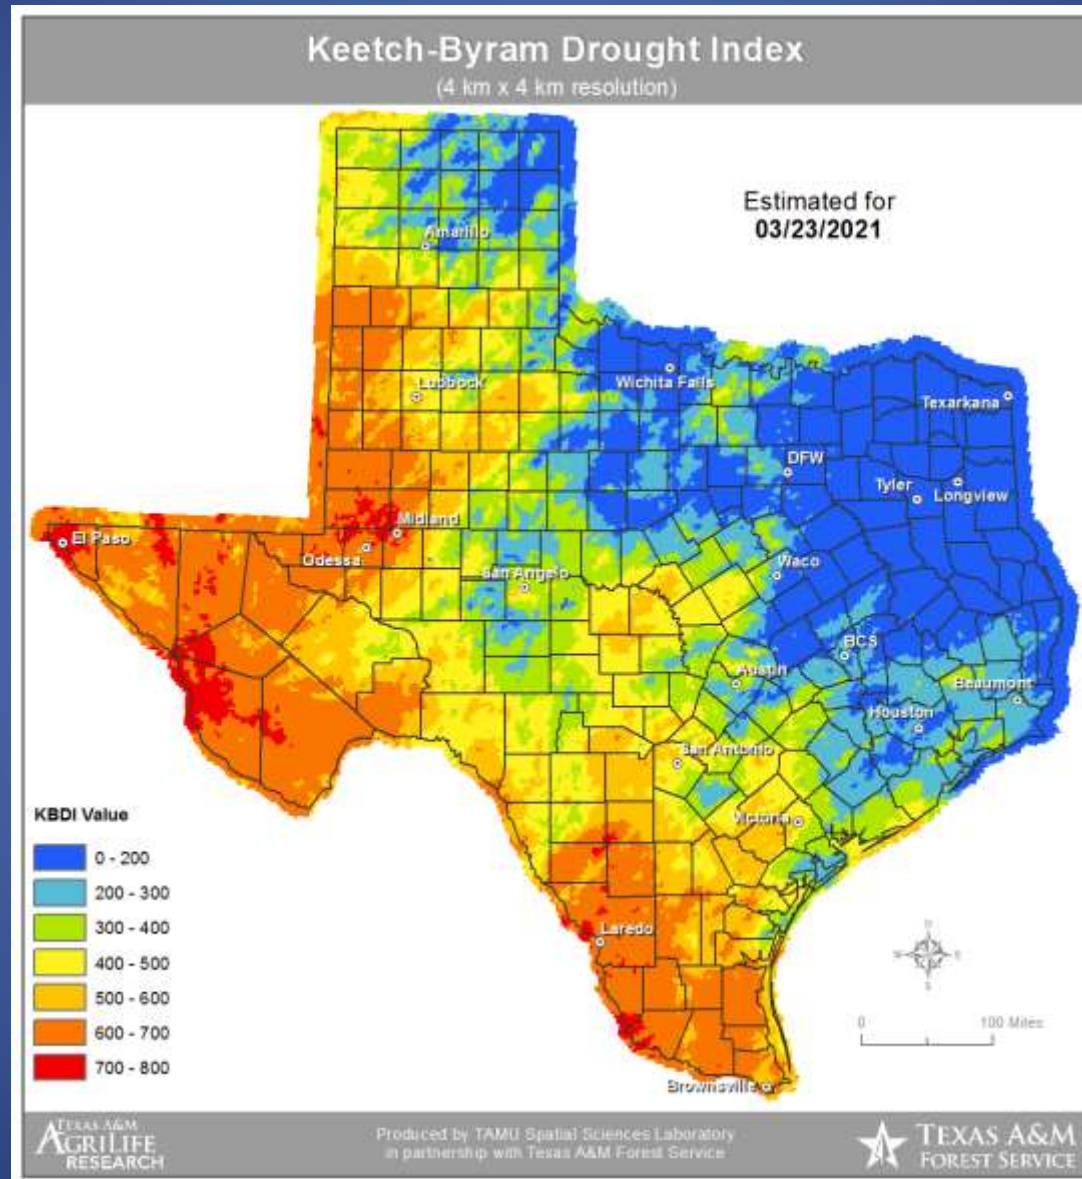 Keetch-Byram Drought Index
(4 km x 4 km resolution)
Estimated for
03/23/2021
Amarillo
Lubbock
Wichita Falls
Texarkana
DFW
Tyler
Longview
Midland
El Paso
Odessa
San Angelo
Waco
BCS
Austin
Beaumont
Houston
San Antonio
Victoria
Laredo
Brownsville
KBDI Value
0 - 200
200 - 300
300 - 400
400 - 500
500 - 600
600 - 700
700 - 800
N
W
E
S
0 100 Miles
TEXAS A&M
AGRILIFE
RESEARCH
Produced by TAMU Spatial Sciences Laboratory
in partnership with Texas A&M Forest Service
TEXAS A&M
FOREST SERVICE